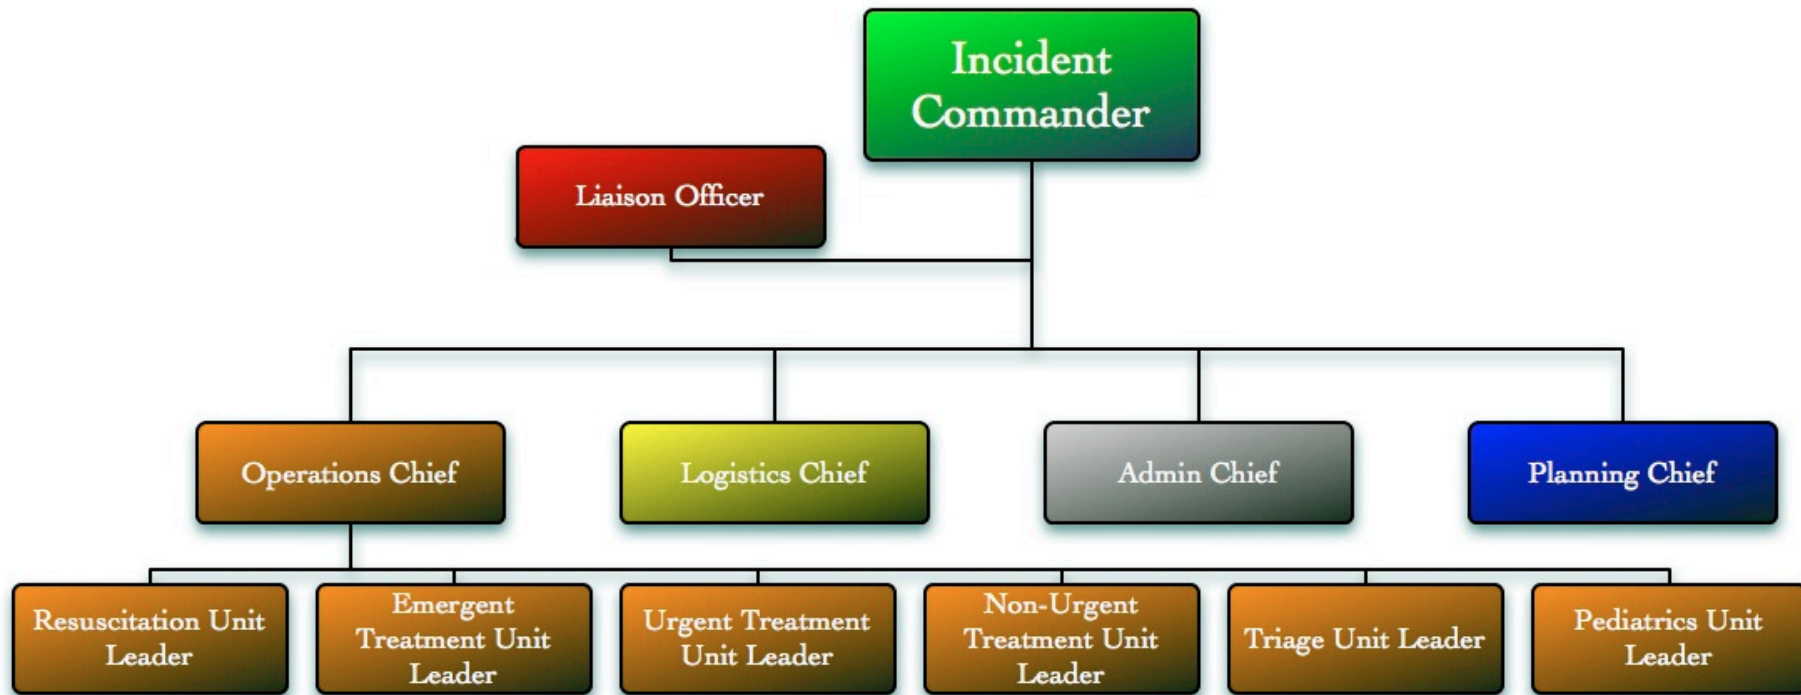 Incident
Commander
Liaison Officer
Operations Chief
Logistics Chief
Admin Chief
Planning Chief
Resuscitation Unit
Leader
Emergent
Treatment Unit
Leader
Urgent Treatment
Unit Leader
Non-Urgent
Treatment Unit
Leader
Triage Unit Leader
Pediatrics Unit
Leader